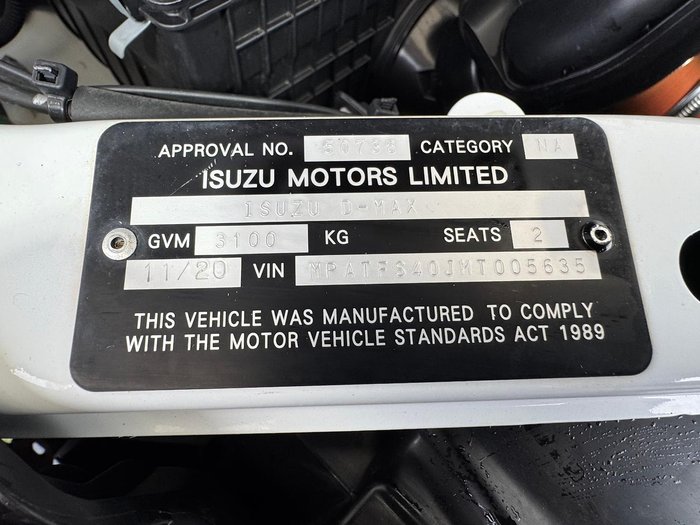 APPROVAL NO. 60736 CATEGORY NA
ISUZU MOTORS LIMITED
ISUZU D-MAX
GVM 3100 KG SEATS 2
11/20 VIN MPATFS40JMT005635
THIS VEHICLE WAS MANUFACTURED TO COMPLY
WITH THE MOTOR VEHICLE STANDARDS ACT 1989